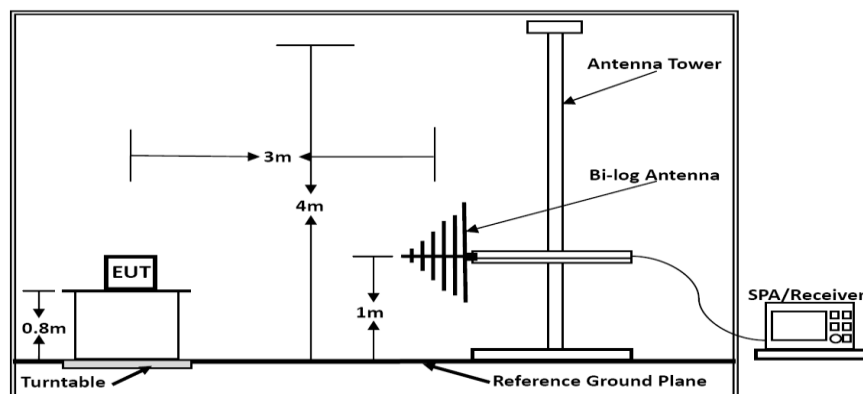 Antenna Tower
3m
Bi-log Antenna
4m
EUT
SPA/Receiver
0.8m
1m
Turntable
Reference Ground Plane